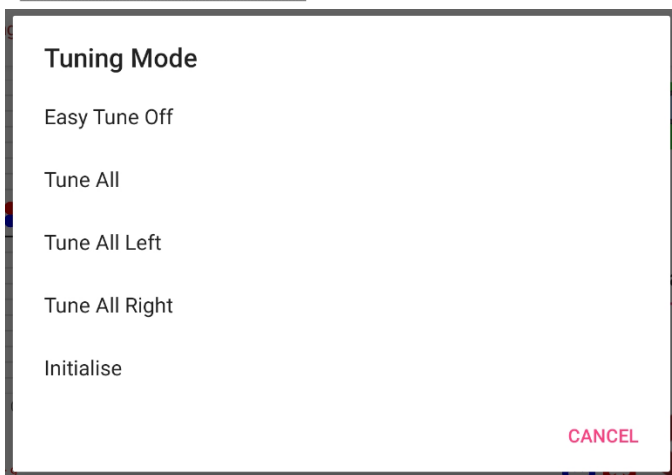 Tuning Mode
Easy Tune Off
Tune All
Tune All Left
Tune All Right
Initialise
CANCEL